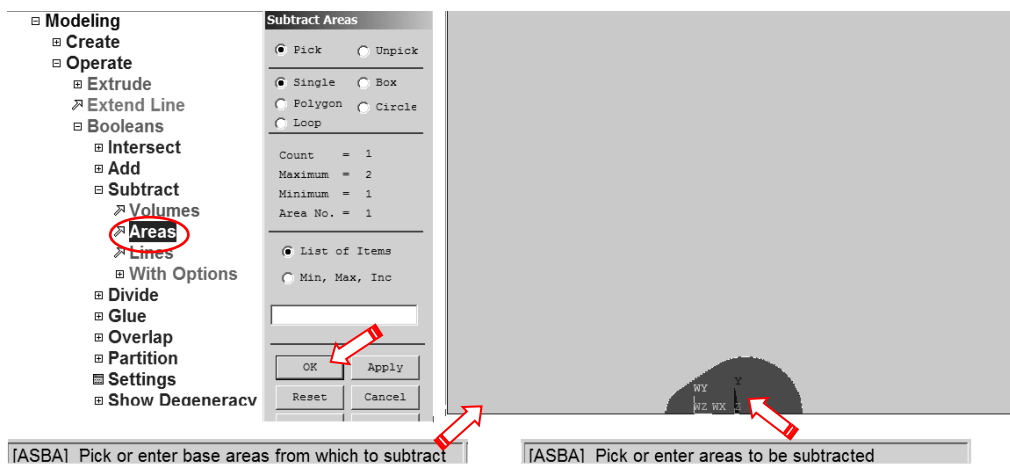 Modeling
Create
Operate
Extrude
Extend Line
Booleans
Intersect
Add
Subtract
Volumes
Areas
Lines
With Options
Divide
Glue
Overlap
Partition
Settings
Show Degeneracy
Subtract Areas
Pick Unpick
Single Box
Polygon Circle
Loop
Count = 1
Maximum = 2
Minimum = 1
Area No. = 1
List of Items
Min, Max, Inc
OK Apply
Reset Cancel
Y
WY
WZ WX Z
[ASBA] Pick or enter base areas from which to subtract
[ASBA] Pick or enter areas to be subtracted